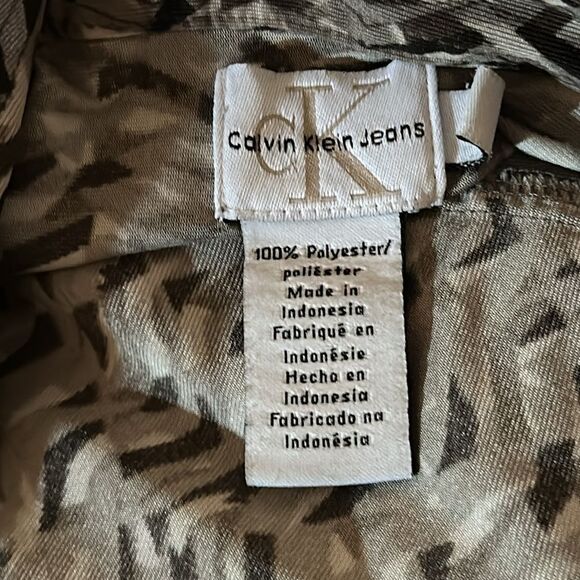 cK
Calvin Klein Jeans
100% Polyester/
poliéster
Made in
Indonesia
Fabriqué en
Indonésie
Hecho en
Indonesia
Fabricado na
Indonésia